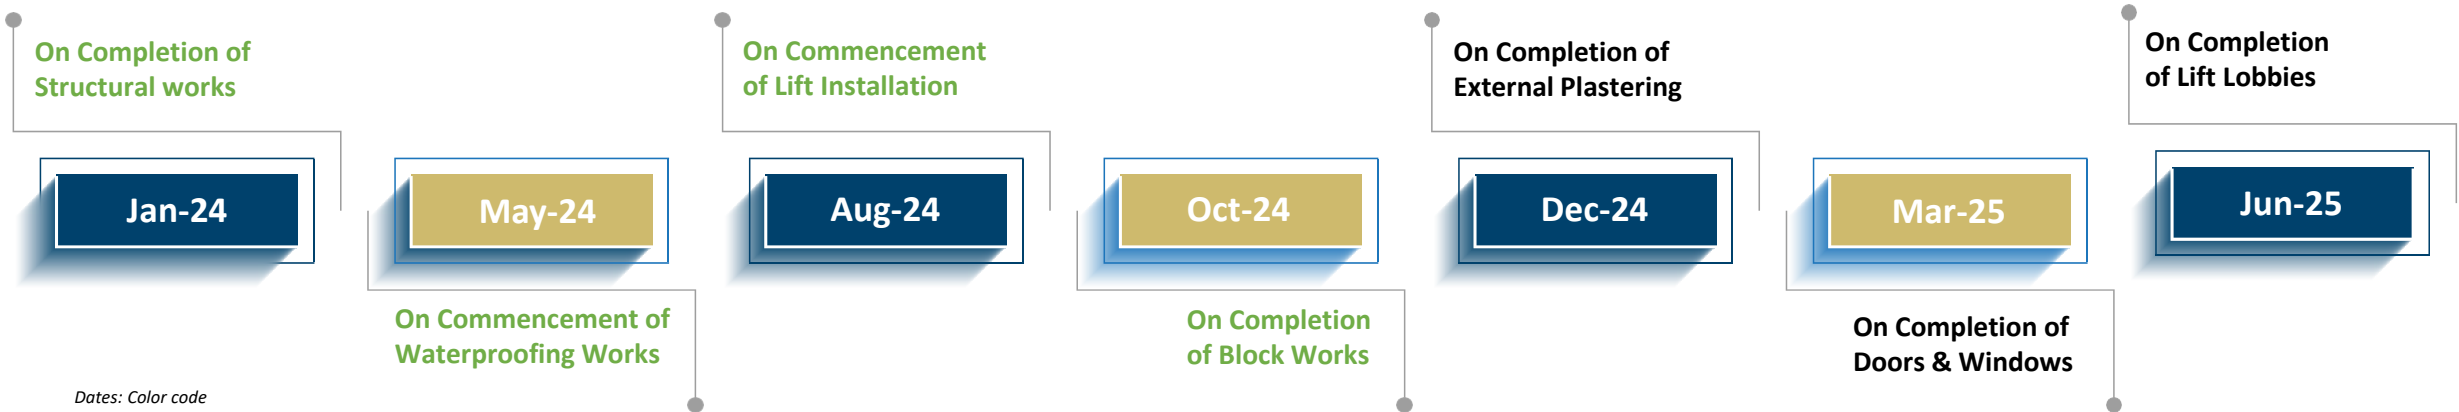 On Completion of
Structural works
Jan-24
May-24
On Commencement of
Waterproofing Works
On Commencement
of Lift Installation
Aug-24
Oct-24
On Completion
of Block Works
On Completion of
External Plastering
Dec-24
Mar-25
On Completion of
Doors & Windows
On Completion
of Lift Lobbies
Jun-25
Dates: Color code